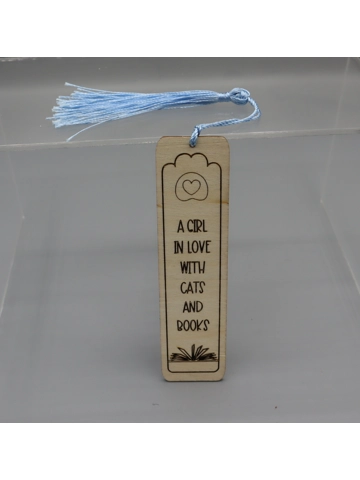 A GIRL
IN LOVE
WITH
CATS
AND
BOOKS